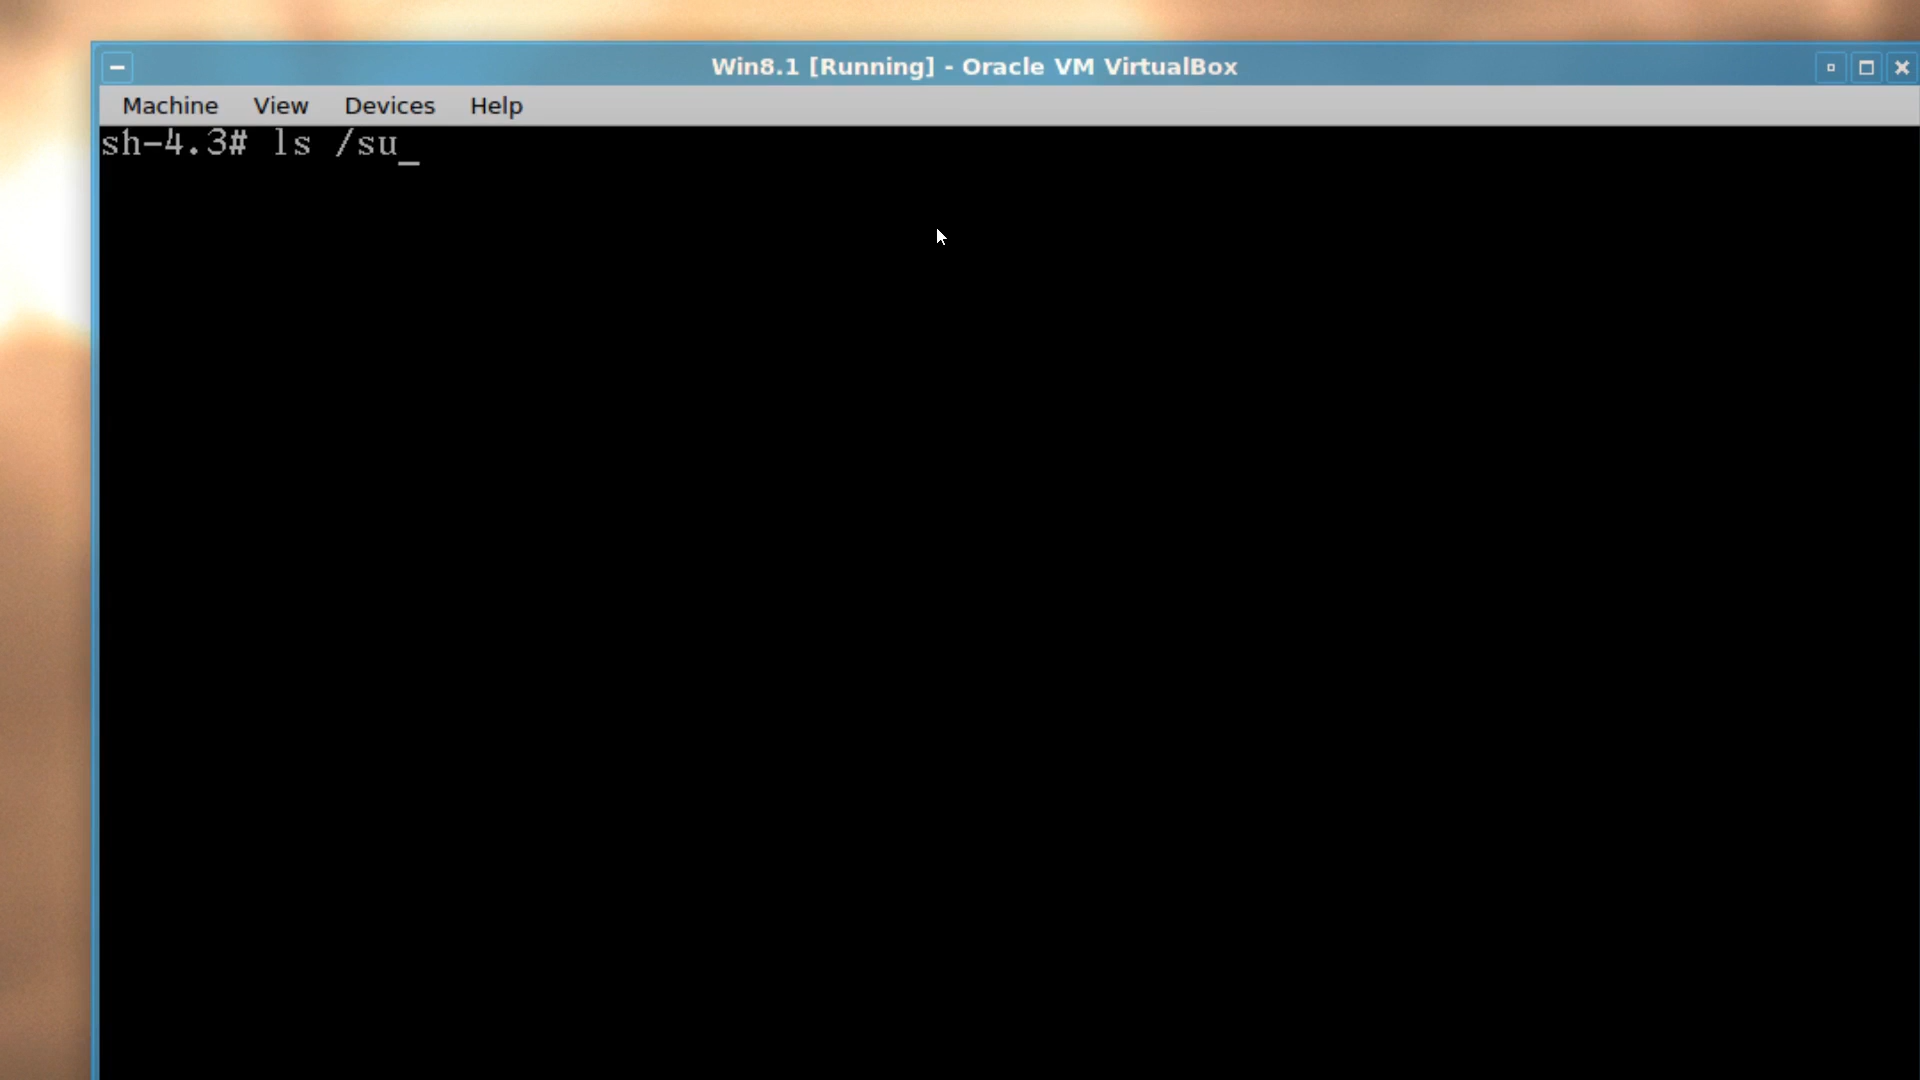 Win8.1 [Running] - Oracle VM VirtualBox
Machine View Devices Help
sh-4.3# ls /su_